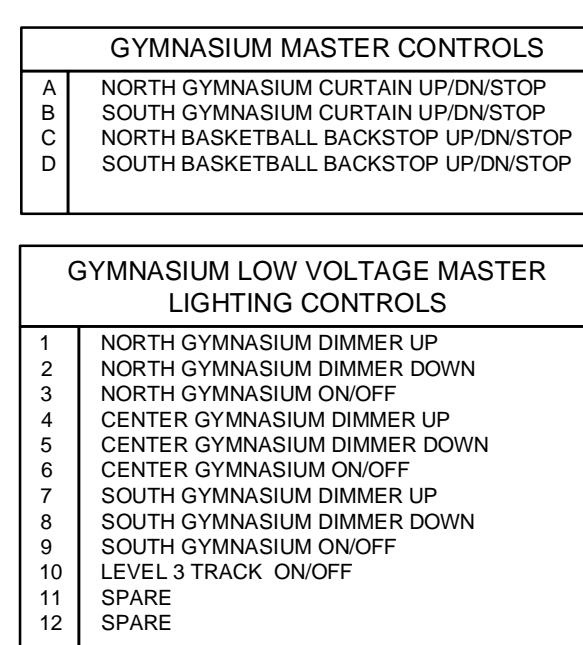 GYMNASIUM MASTER CONTROLS
A NORTH GYMNASIUM CURTAIN UP/DN/STOP
B SOUTH GYMNASIUM CURTAIN UP/DN/STOP
C NORTH BASKETBALL BACKSTOP UP/DN/STOP
D SOUTH BASKETBALL BACKSTOP UP/DN/STOP
GYMNASIUM LOW VOLTAGE MASTER
LIGHTING CONTROLS
1 NORTH GYMNASIUM DIMMER UP
2 NORTH GYMNASIUM DIMMER DOWN
3 NORTH GYMNASIUM ON/OFF
4 CENTER GYMNASIUM DIMMER UP
5 CENTER GYMNASIUM DIMMER DOWN
6 CENTER GYMNASIUM ON/OFF
7 SOUTH GYMNASIUM DIMMER UP
8 SOUTH GYMNASIUM DIMMER DOWN
9 SOUTH GYMNASIUM ON/OFF
10 LEVEL 3 TRACK ON/OFF
11 SPARE
12 SPARE